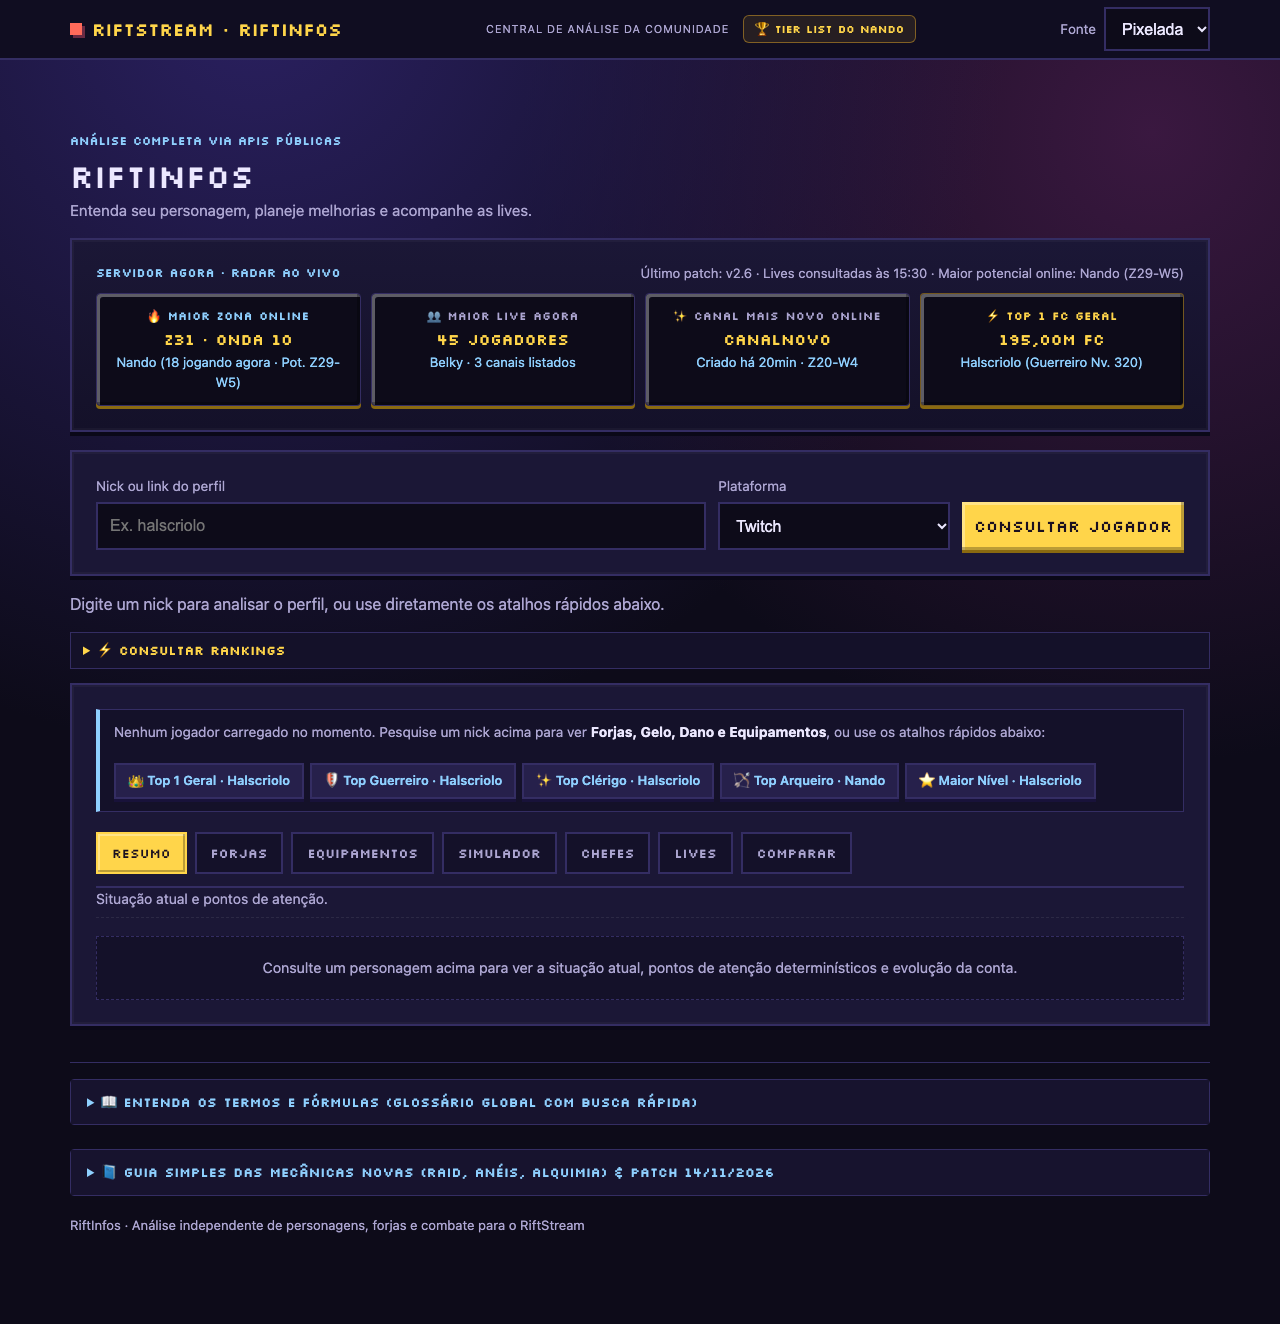 RIFTSTREAM · RIFTINFOS
CENTRAL DE ANÁLISE DA COMUNIDADE
🏆 TIER LIST DO NANDO
Fonte
Pixelada
ANÁLISE COMPLETA VIA APIS PÚBLICAS
RIFTINFOS
Entenda seu personagem, planeje melhorias e acompanhe as lives.
SERVIDOR AGORA · RADAR AO VIVO
Último patch: v2.6 · Lives consultadas às 15:30 · Maior potencial online: Nando (Z29-W5)
🔥 MAIOR ZONA ONLINE
Z31 · ONDA 10
Nando (18 jogando agora · Pot. Z29-
W5)
👥 MAIOR LIVE AGORA
45 JOGADORES
Belky · 3 canais listados
✨ CANAL MAIS NOVO ONLINE
CANALNOVO
Criado há 20min · Z20-W4
⚡ TOP 1 FC GERAL
195,00M FC
Halscriolo (Guerreiro Nv. 320)
Nick ou link do perfil
Ex. halscriolo
Plataforma
Twitch
CONSULTAR JOGADOR
Digite um nick para analisar o perfil, ou use diretamente os atalhos rápidos abaixo.
▶ ⚡ CONSULTAR RANKINGS
Nenhum jogador carregado no momento. Pesquise um nick acima para ver Forjas, Gelo, Dano e Equipamentos, ou use os atalhos rápidos abaixo:
👑 Top 1 Geral · Halscriolo
🛡️ Top Guerreiro · Halscriolo
✨ Top Clérigo · Halscriolo
🏹 Top Arqueiro · Nando
⭐ Maior Nível · Halscriolo
RESUMO
FORJAS
EQUIPAMENTOS
SIMULADOR
CHEFES
LIVES
COMPARAR
Situação atual e pontos de atenção.
Consulte um personagem acima para ver a situação atual, pontos de atenção determinísticos e evolução da conta.
▶ 📖 ENTENDA OS TERMOS E FÓRMULAS (GLOSSÁRIO GLOBAL COM BUSCA RÁPIDA)
▶ 📘 GUIA SIMPLES DAS MECÂNICAS NOVAS (RAID, ANÉIS, ALQUIMIA) & PATCH 14/11/2026
RiftInfos · Análise independente de personagens, forjas e combate para o RiftStream